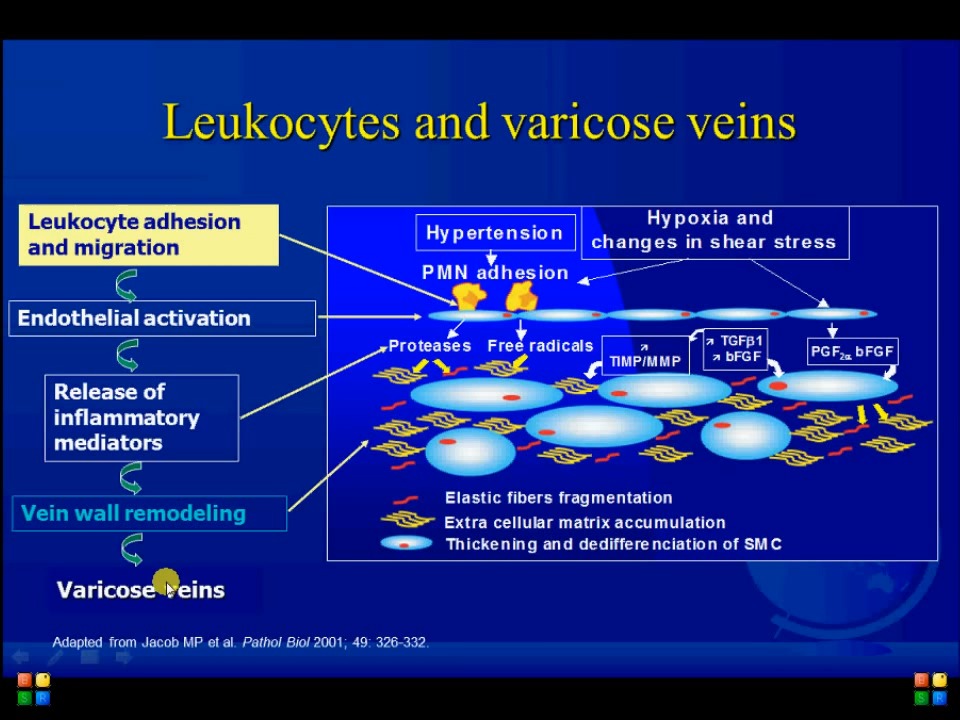 Leukocytes and varicose veins
Leukocyte adhesion
and migration
Endothelial activation
Release of
inflammatory
mediators
Vein wall remodeling
Varicose veins
Hypertension
Hypoxia and
changes in shear stress
PMN adhesion
Proteases
Free radicals
↗
TIMP/MMP
↗ TGFβ1
↗ bFGF
PGF2α bFGF
Elastic fibers fragmentation
Extra cellular matrix accumulation
Thickening and dedifferenciation of SMC
Adapted from Jacob MP et al. Pathol Biol 2001; 49: 326-332.
B
S R
B
S R